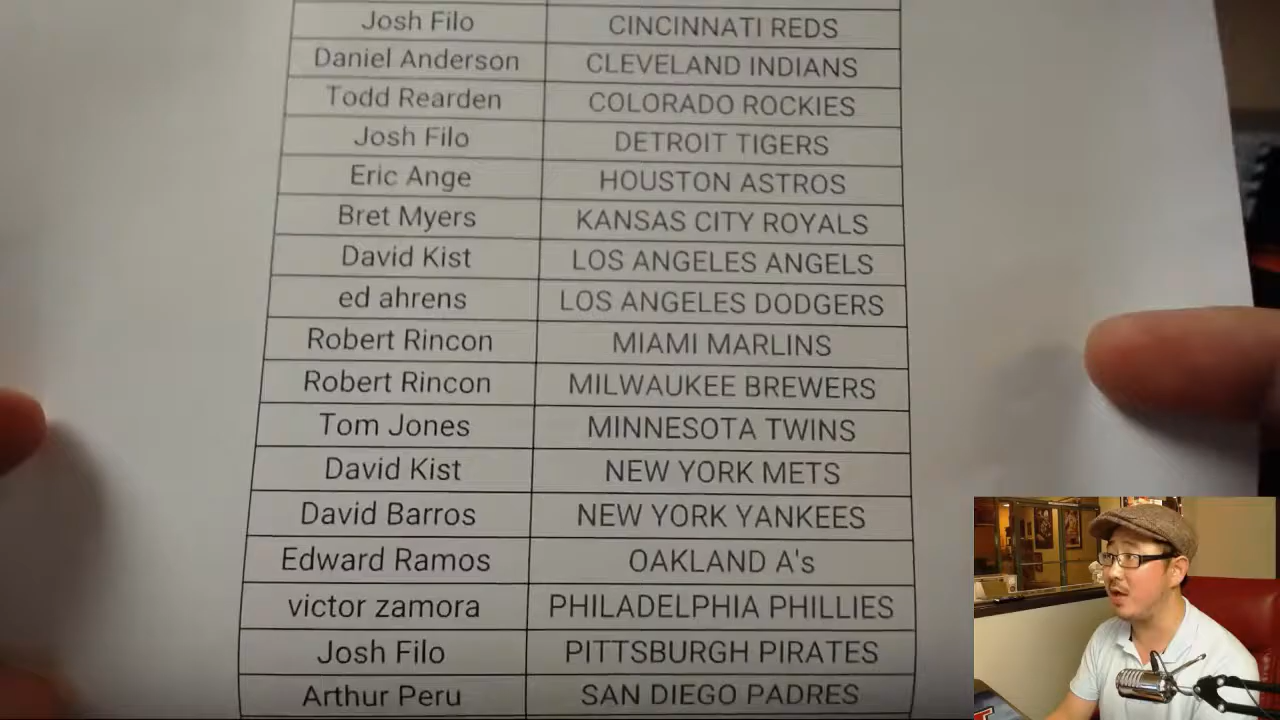 Josh Filo CINCINNATI REDS
Daniel Anderson CLEVELAND INDIANS
Todd Rearden COLORADO ROCKIES
Josh Filo DETROIT TIGERS
Eric Ange HOUSTON ASTROS
Bret Myers KANSAS CITY ROYALS
David Kist LOS ANGELES ANGELS
ed ahrens LOS ANGELES DODGERS
Robert Rincon MIAMI MARLINS
Robert Rincon MILWAUKEE BREWERS
Tom Jones MINNESOTA TWINS
David Kist NEW YORK METS
David Barros NEW YORK YANKEES
Edward Ramos OAKLAND A's
victor zamora PHILADELPHIA PHILLIES
Josh Filo PITTSBURGH PIRATES
Arthur Peru SAN DIEGO PADRES